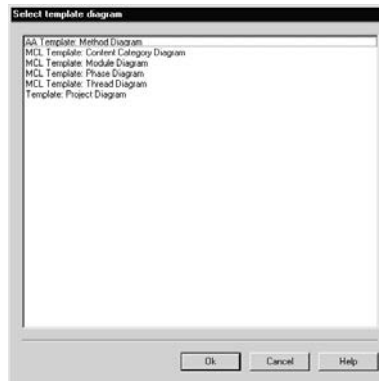 Select template diagram
AA Template: Method Diagram
MCL Template: Content Category Diagram
MCL Template: Module Diagram
MCL Template: Phase Diagram
MCL Template: Thread Diagram
Template: Project Diagram
Ok
Cancel
Help